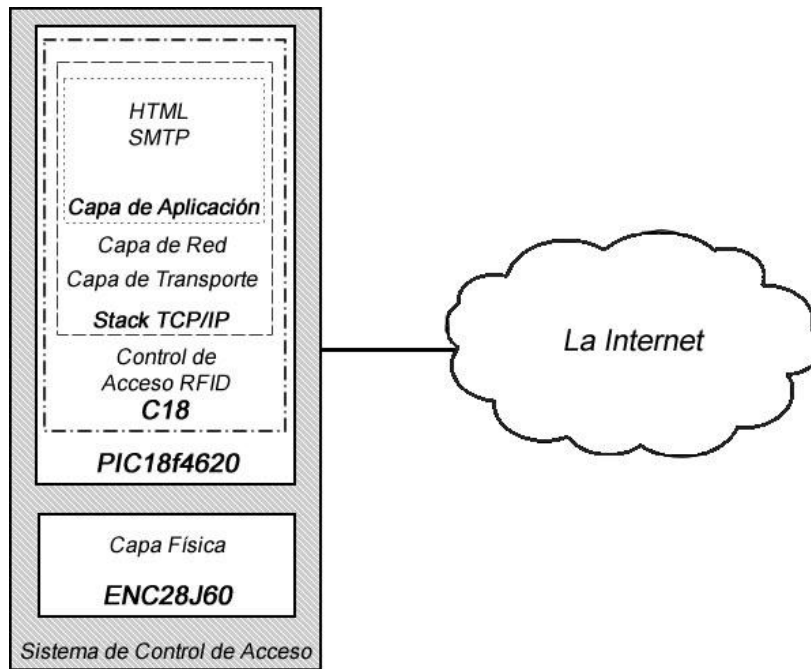 HTML
SMTP
Capa de Aplicación
Capa de Red
Capa de Transporte
Stack TCP/IP
Control de
Acceso RFID
C18
PIC18f4620
Capa Física
ENC28J60
Sistema de Control de Acceso
La Internet